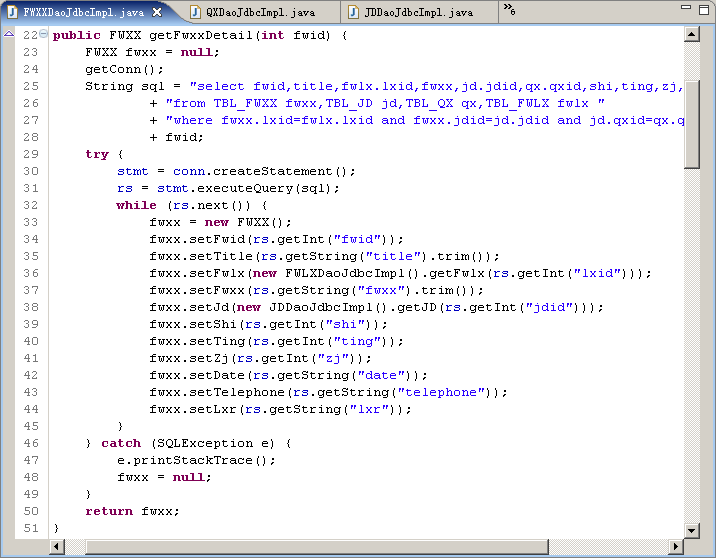 FWXXDaoJdbcImpl.java QXDaoJdbcImpl.java JDDaoJdbcImpl.java »6
22 public FWXX getFwxxDetail(int fwid) {
23 FWXX fwxx = null;
24 getConn();
25 String sql = "select fwid,title,fwlx.lxid,fwxx,jd.jdid,qx.qxid,shi,ting,zj,
26 + "from TBL_FWXX fwxx,TBL_JD jd,TBL_QX qx,TBL_FWLX fwlx "
27 + "where fwxx.lxid=fwlx.lxid and fwxx.jdid=jd.jdid and jd.qxid=qx.q
28 + fwid;
29 try {
30 stmt = conn.createStatement();
31 rs = stmt.executeQuery(sql);
32 while (rs.next()) {
33 fwxx = new FWXX();
34 fwxx.setFwid(rs.getInt("fwid"));
35 fwxx.setTitle(rs.getString("title").trim());
36 fwxx.setFwlx(new FWLXDaoJdbcImpl().getFwlx(rs.getInt("lxid")));
37 fwxx.setFwxx(rs.getString("fwxx").trim());
38 fwxx.setJd(new JDDaoJdbcImpl().getJD(rs.getInt("jdid")));
39 fwxx.setShi(rs.getInt("shi"));
40 fwxx.setTing(rs.getInt("ting"));
41 fwxx.setZj(rs.getInt("zj"));
42 fwxx.setDate(rs.getString("date"));
43 fwxx.setTelephone(rs.getString("telephone"));
44 fwxx.setLxr(rs.getString("lxr"));
45 }
46 } catch (SQLException e) {
47 e.printStackTrace();
48 fwxx = null;
49 }
50 return fwxx;
51 }